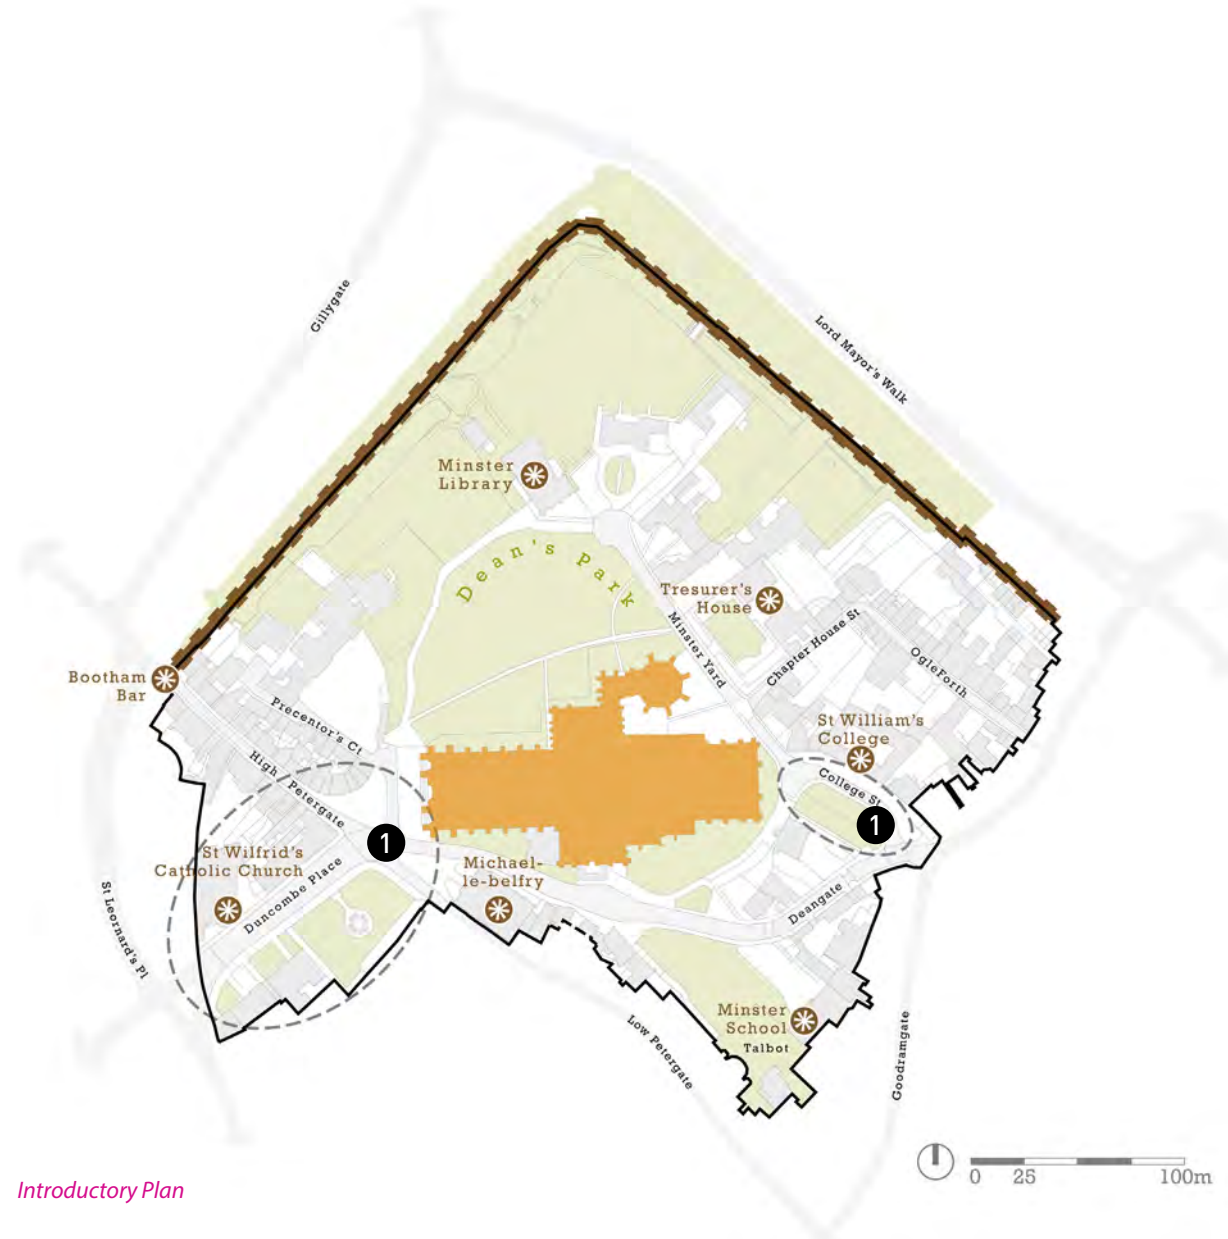 Gillygate
Lord Mayor's Walk
Minster
Library
Dean's Park
Tresurer's
House
Minster Yard
Chapter House St
OgleForth
Bootham
Bar
Precentor's Ct
High Petergate
St William's
College
College St
1
1
St Wilfrid's
Catholic Church
Duncombe Place
Michael-
le-belfry
Deangate
St Leornard's Pl
Minster
School
Talbot
Low Petergate
Goodramgate
0 25 100m
Introductory Plan